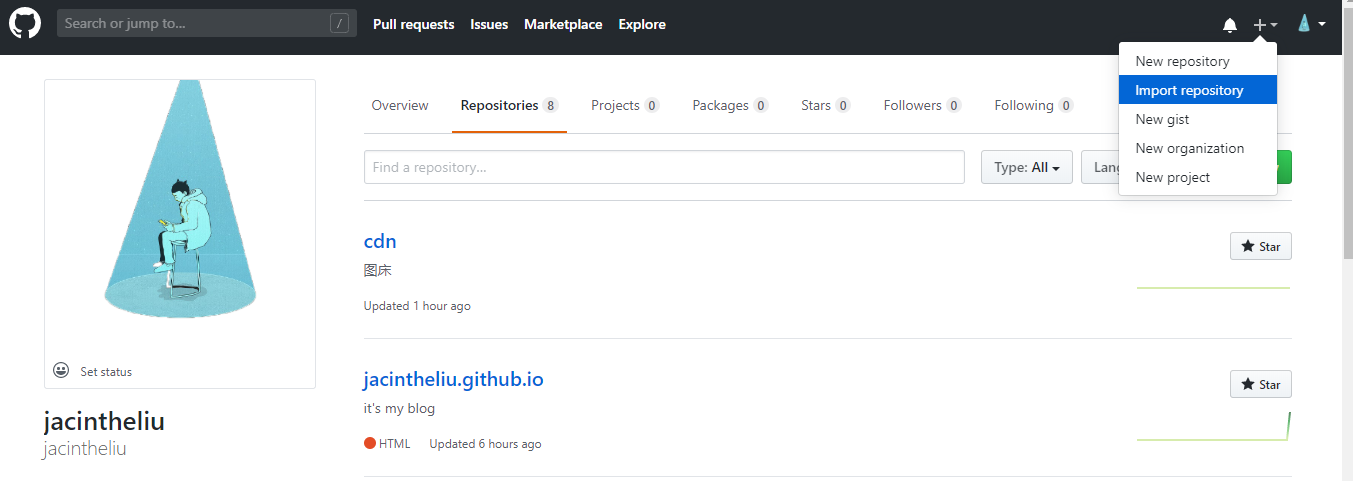 Search or jump to... /
Pull requests Issues Marketplace Explore
New repository
Import repository
New gist
New organization
New project
Overview Repositories 8 Projects 0 Packages 0 Stars 0 Followers 0 Following 0
Find a repository... Type: All
cdn
Star
图床
Updated 1 hour ago
jacintheliu.github.io
Star
it's my blog
HTML Updated 6 hours ago
Set status
jacintheliu
jacintheliu